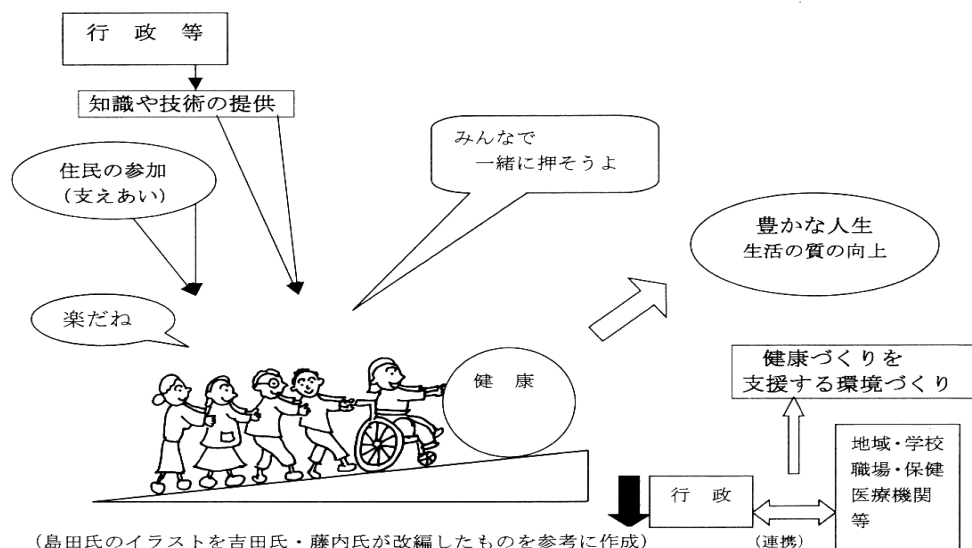 行 政 等
知識や技術の提供
住民の参加
（支えあい）
みんなで
一緒に押そうよ
豊かな人生
生活の質の向上
楽だね
健 康
健康づくりを
支援する環境づくり
地域・学校
職場・保健
医療機関
等
行 政
（連携）
（島田氏のイラストを吉田氏・藤内氏が改編したものを参考に作成）